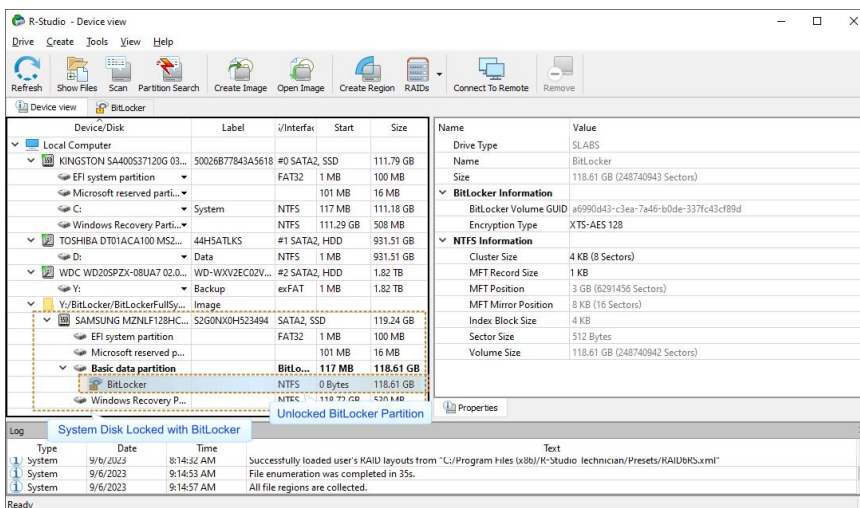 R-Studio - Device view
Drive Create Tools View Help
Refresh Show Files Scan Partition Search Create Image Open Image Create Region RAIDs Connect To Remote Remove
Device view BitLocker
Device/Disk Label Start Size
Local Computer
KINGSTON SA400S37120G 03... 50026B77843A5618 #0 SATA2, SSD 111.79 GB
EFI system partition FAT32 1 MB 100 MB
Microsoft reserved parti... 101 MB 16 MB
C: System NTFS 117 MB 111.18 GB
Windows Recovery Parti... NTFS 111.29 GB 508 MB
TOSHIBA DT01ACA100 MS2... 44H5ATLKS #1 SATA2, HDD 931.51 GB
D: Data NTFS 1 MB 931.51 GB
WDC WD20SPZX-08UA7 02.0... WD-WXV2EC02V... #2 SATA2, HDD 1.82 TB
Y: Backup exFAT 1 MB 1.82 TB
Y:/BitLocker/BitLockerFullSy... Image
SAMSUNG MZNLF128HC... S2G0NX0H523494 SATA2, SSD 119.24 GB
EFI system partition FAT32 1 MB 100 MB
Microsoft reserved p... 101 MB 16 MB
Basic data partition BitLo... 117 MB 118.61 GB
BitLocker NTFS 0 Bytes 118.61 GB
Windows Recovery P... NTFS 118.72 GB 530 MB
System Disk Locked with BitLocker
Unlocked BitLocker Partition
Name Value
Drive Type SLABS
Name BitLocker
Size 118.61 GB (248740943 Sectors)
BitLocker Information
BitLocker Volume GUID a6990d43-c3ea-7a46-b0de-337fc43cf89d
Encryption Type XTS-AES 128
NTFS Information
Cluster Size 4 KB (8 Sectors)
MFT Record Size 1 KB
MFT Position 3 GB (6291456 Sectors)
MFT Mirror Position 8 KB (16 Sectors)
Index Block Size 4 KB
Sector Size 512 Bytes
Volume Size 118.61 GB (248740942 Sectors)
Properties
Log
Type Date Time Text
System 9/6/2023 8:14:32 AM Successfully loaded user's RAID layouts from "C:/Program Files (x86)/R-Studio Technician/Presets/RAID6RS.xml"
System 9/6/2023 9:14:53 AM File enumeration was completed in 35s.
System 9/6/2023 9:14:57 AM All file regions are collected.
Ready